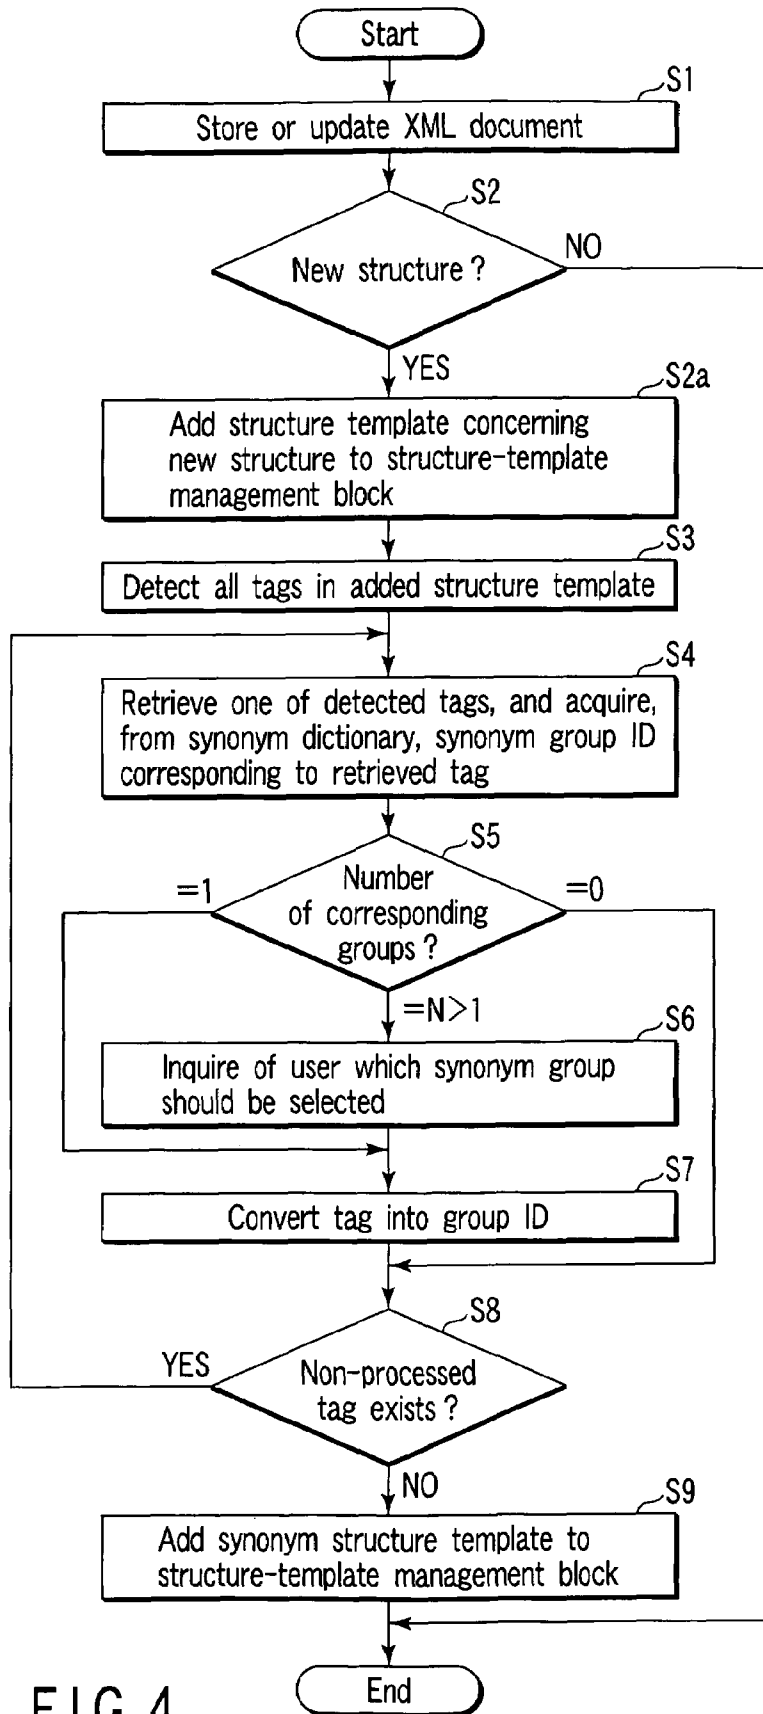 Start
S1
Store or update XML document
S2
New structure?
NO
YES
S2a
Add structure template concerning
new structure to structure-template
management block
S3
Detect all tags in added structure template
S4
Retrieve one of detected tags, and acquire,
from synonym dictionary, synonym group ID
corresponding to retrieved tag
S5
=1
Number
of corresponding
groups?
=0
=N>1
S6
Inquire of user which synonym group
should be selected
S7
Convert tag into group ID
S8
YES
Non-processed
tag exists?
NO
S9
Add synonym structure template to
structure-template management block
End
FIG.4